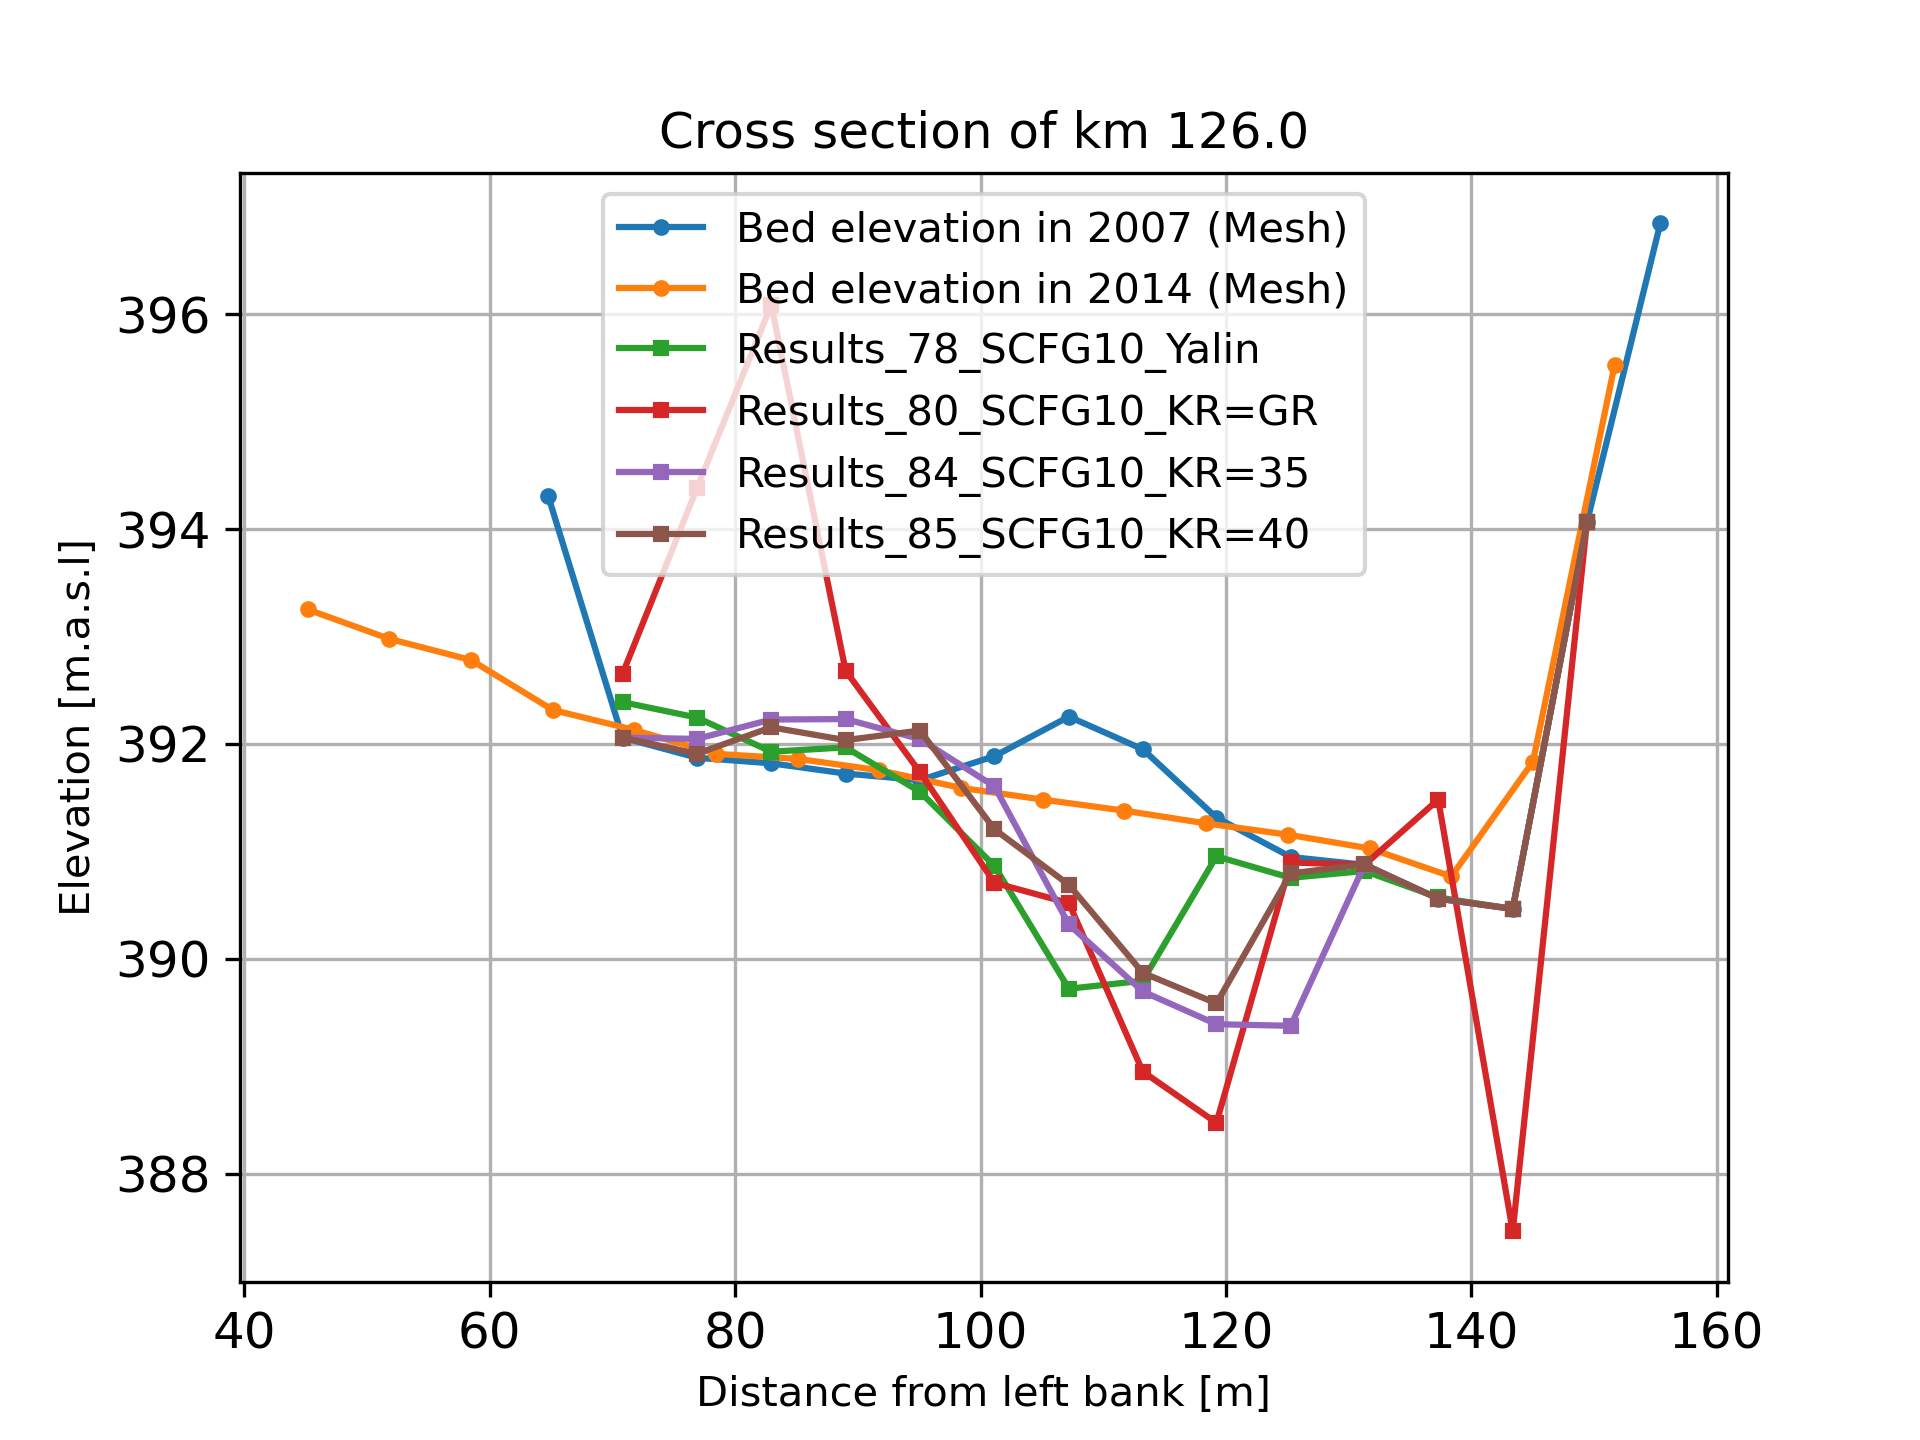 Cross section of km 126.0
Bed elevation in 2007 (Mesh)
Bed elevation in 2014 (Mesh)
Results_78_SCFG10_Yalin
Results_80_SCFG10_KR=GR
Results_84_SCFG10_KR=35
Results_85_SCFG10_KR=40
396
394
392
390
388
Elevation [m.a.s.l]
40 60 80 100 120 140 160
Distance from left bank [m]